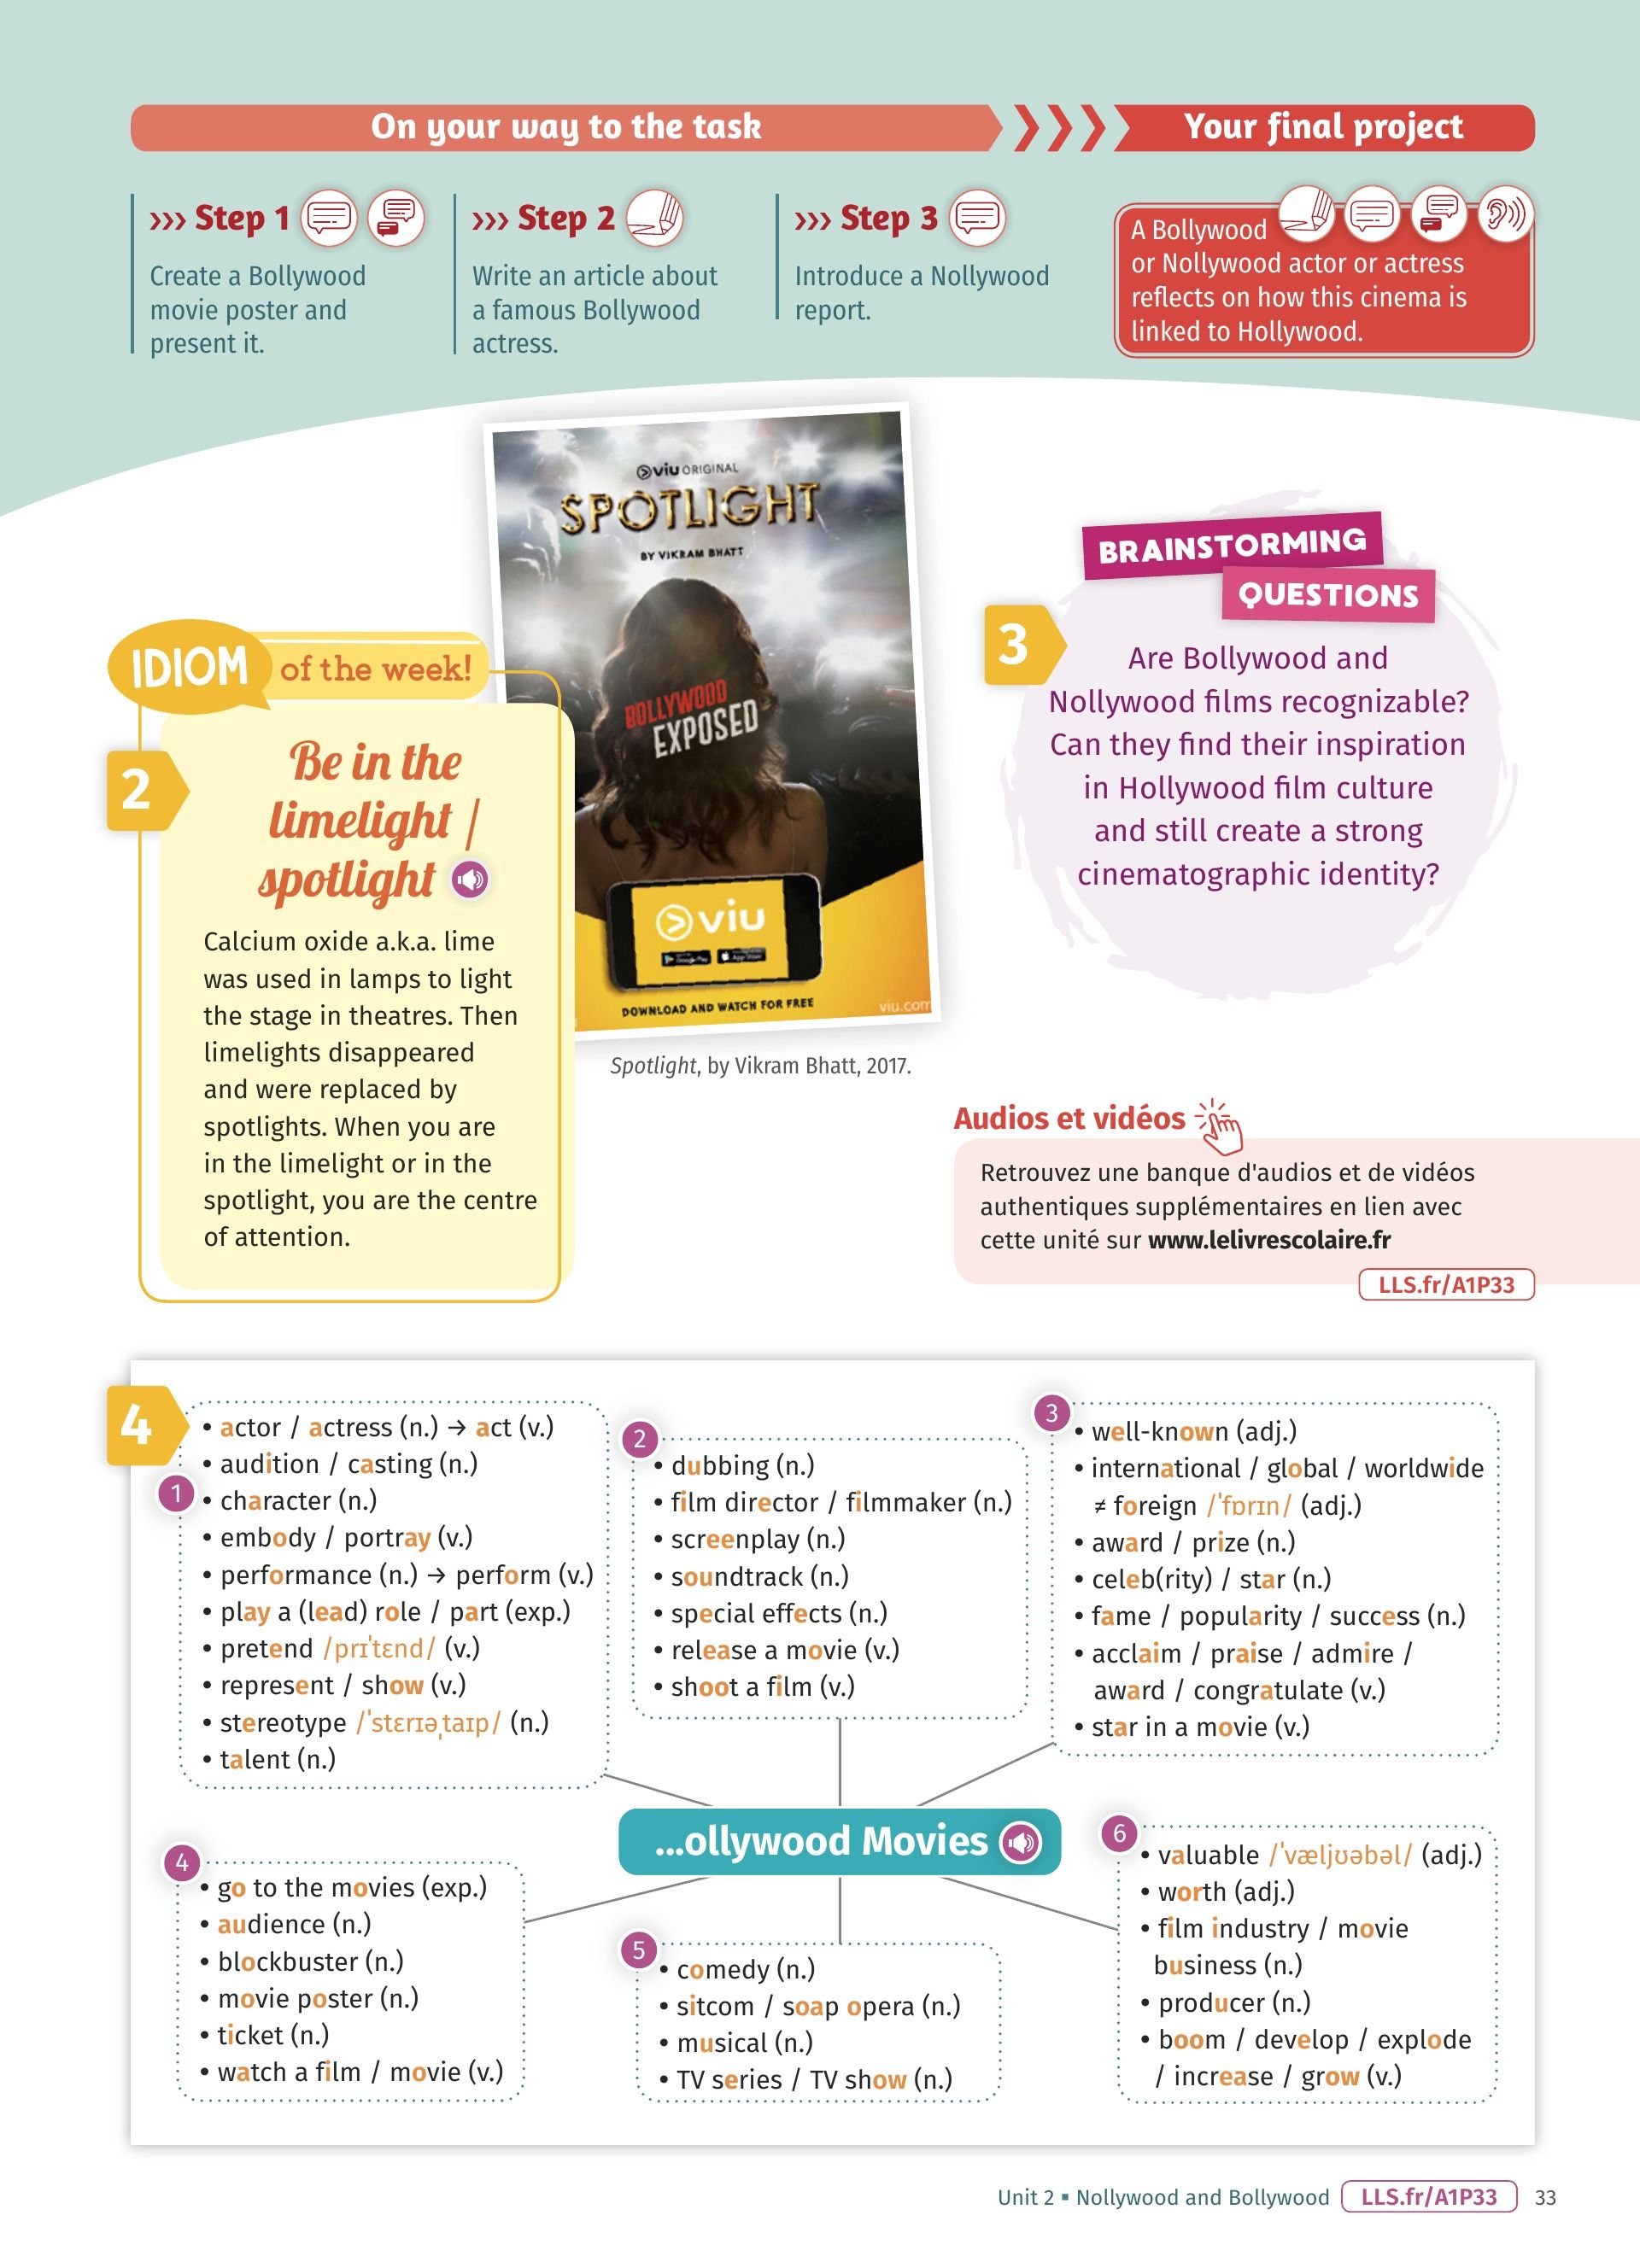 On your way to the task
Your final project
››› Step 1
Create a Bollywood
movie poster and
present it.
››› Step 2
Write an article about
a famous Bollywood
actress.
››› Step 3
Introduce a Nollywood
report.
A Bollywood
or Nollywood actor or actress
reflects on how this cinema is
linked to Hollywood.
viu ORIGINAL
SPOTLIGHT
BY VIKRAM BHATT
BOLLYWOOD
EXPOSED
viu
Google Play
App Store
DOWNLOAD AND WATCH FOR FREE
viu.com
Spotlight, by Vikram Bhatt, 2017.
IDIOM of the week!
2
Be in the
limelight /
spotlight
Calcium oxide a.k.a. lime
was used in lamps to light
the stage in theatres. Then
limelights disappeared
and were replaced by
spotlights. When you are
in the limelight or in the
spotlight, you are the centre
of attention.
BRAINSTORMING
QUESTIONS
3
Are Bollywood and
Nollywood films recognizable?
Can they find their inspiration
in Hollywood film culture
and still create a strong
cinematographic identity?
Audios et vidéos
Retrouvez une banque d'audios et de vidéos
authentiques supplémentaires en lien avec
cette unité sur www.lelivrescolaire.fr
LLS.fr/A1P33
4
1
• actor / actress (n.) → act (v.)
• audition / casting (n.)
• character (n.)
• embody / portray (v.)
• performance (n.) → perform (v.)
• play a (lead) role / part (exp.)
• pretend /prɪˈtɛnd/ (v.)
• represent / show (v.)
• stereotype /ˈstɛrɪəˌtaɪp/ (n.)
• talent (n.)
2
• dubbing (n.)
• film director / filmmaker (n.)
• screenplay (n.)
• soundtrack (n.)
• special effects (n.)
• release a movie (v.)
• shoot a film (v.)
3
• well-known (adj.)
• international / global / worldwide
≠ foreign /ˈfɒrɪn/ (adj.)
• award / prize (n.)
• celeb(rity) / star (n.)
• fame / popularity / success (n.)
• acclaim / praise / admire /
award / congratulate (v.)
• star in a movie (v.)
...ollywood Movies
4
• go to the movies (exp.)
• audience (n.)
• blockbuster (n.)
• movie poster (n.)
• ticket (n.)
• watch a film / movie (v.)
5
• comedy (n.)
• sitcom / soap opera (n.)
• musical (n.)
• TV series / TV show (n.)
6
• valuable /ˈvæljʊəbəl/ (adj.)
• worth (adj.)
• film industry / movie
business (n.)
• producer (n.)
• boom / develop / explode
/ increase / grow (v.)
Unit 2 ▪ Nollywood and Bollywood LLS.fr/A1P33 33